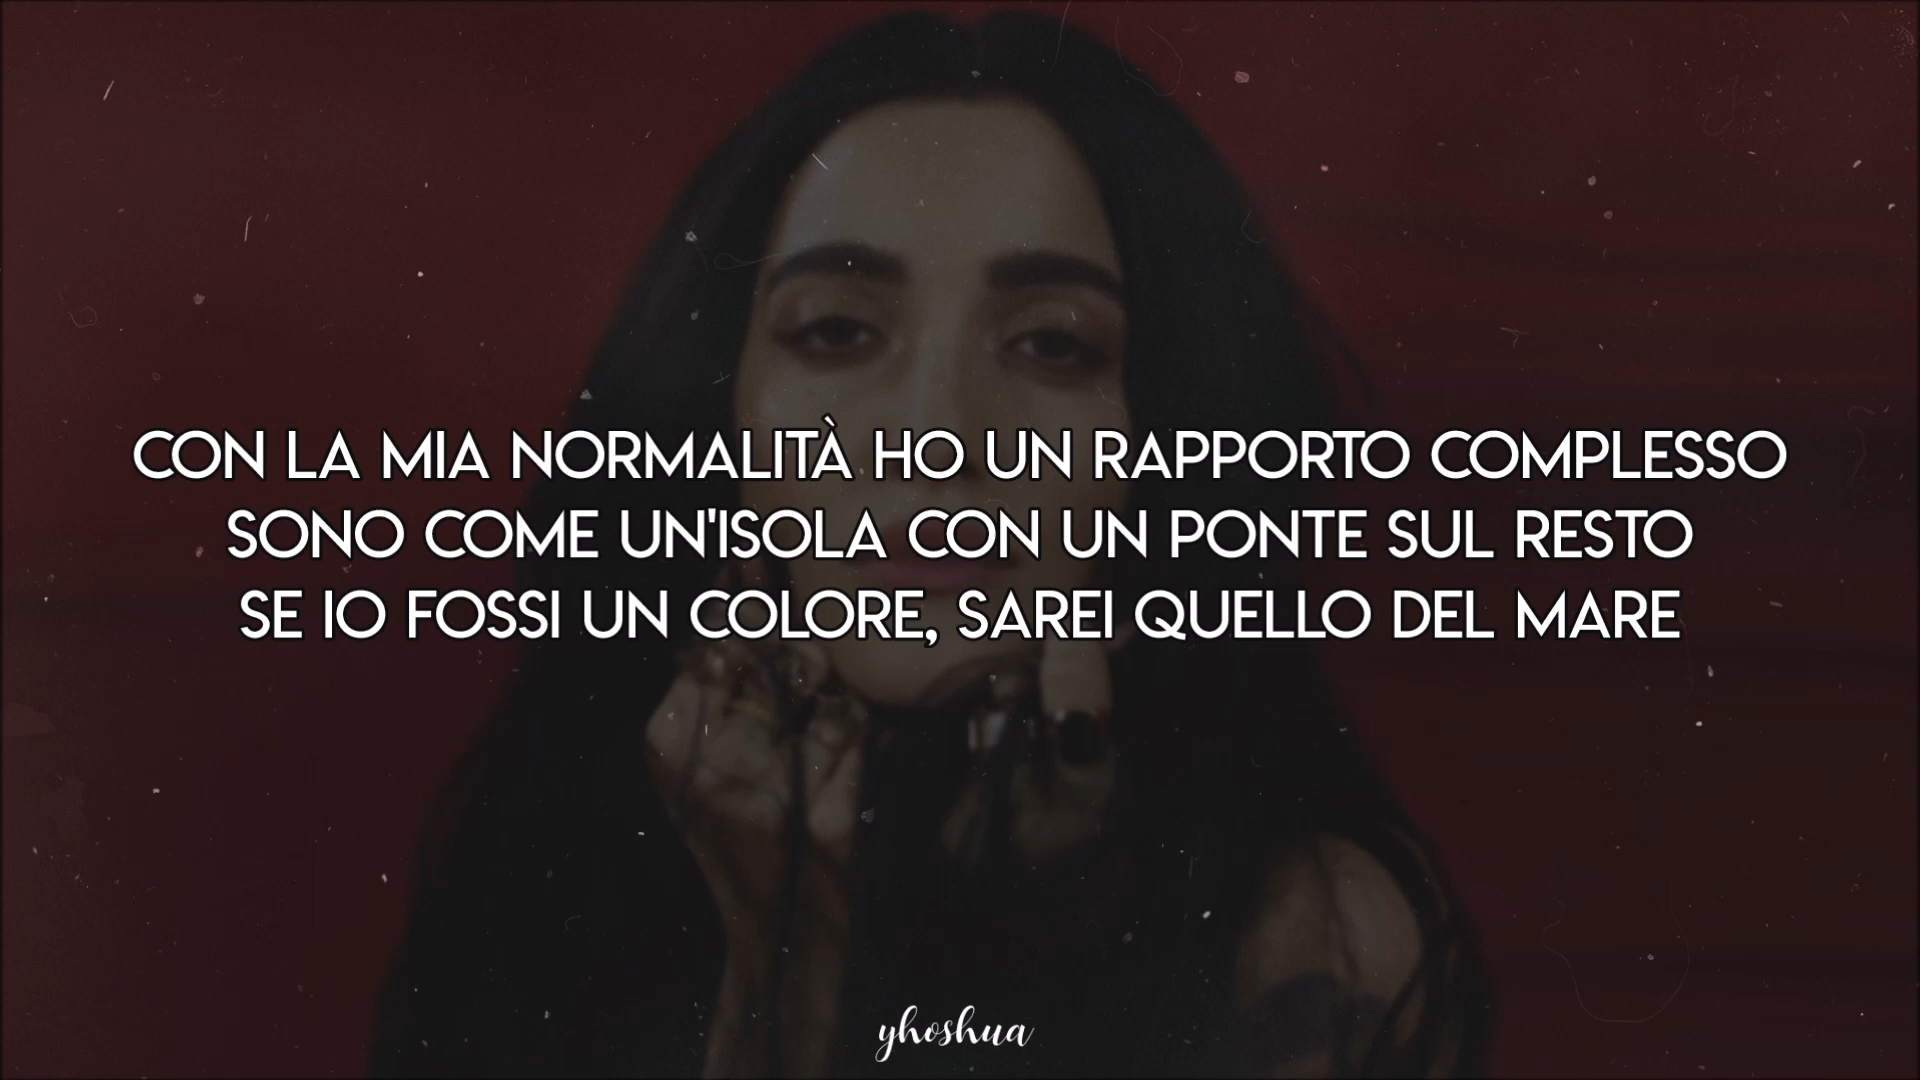 CON LA MIA NORMALITÀ HO UN RAPPORTO COMPLESSO
SONO COME UN'ISOLA CON UN PONTE SUL RESTO
SE IO FOSSI UN COLORE, SAREI QUELLO DEL MARE
yhoshua